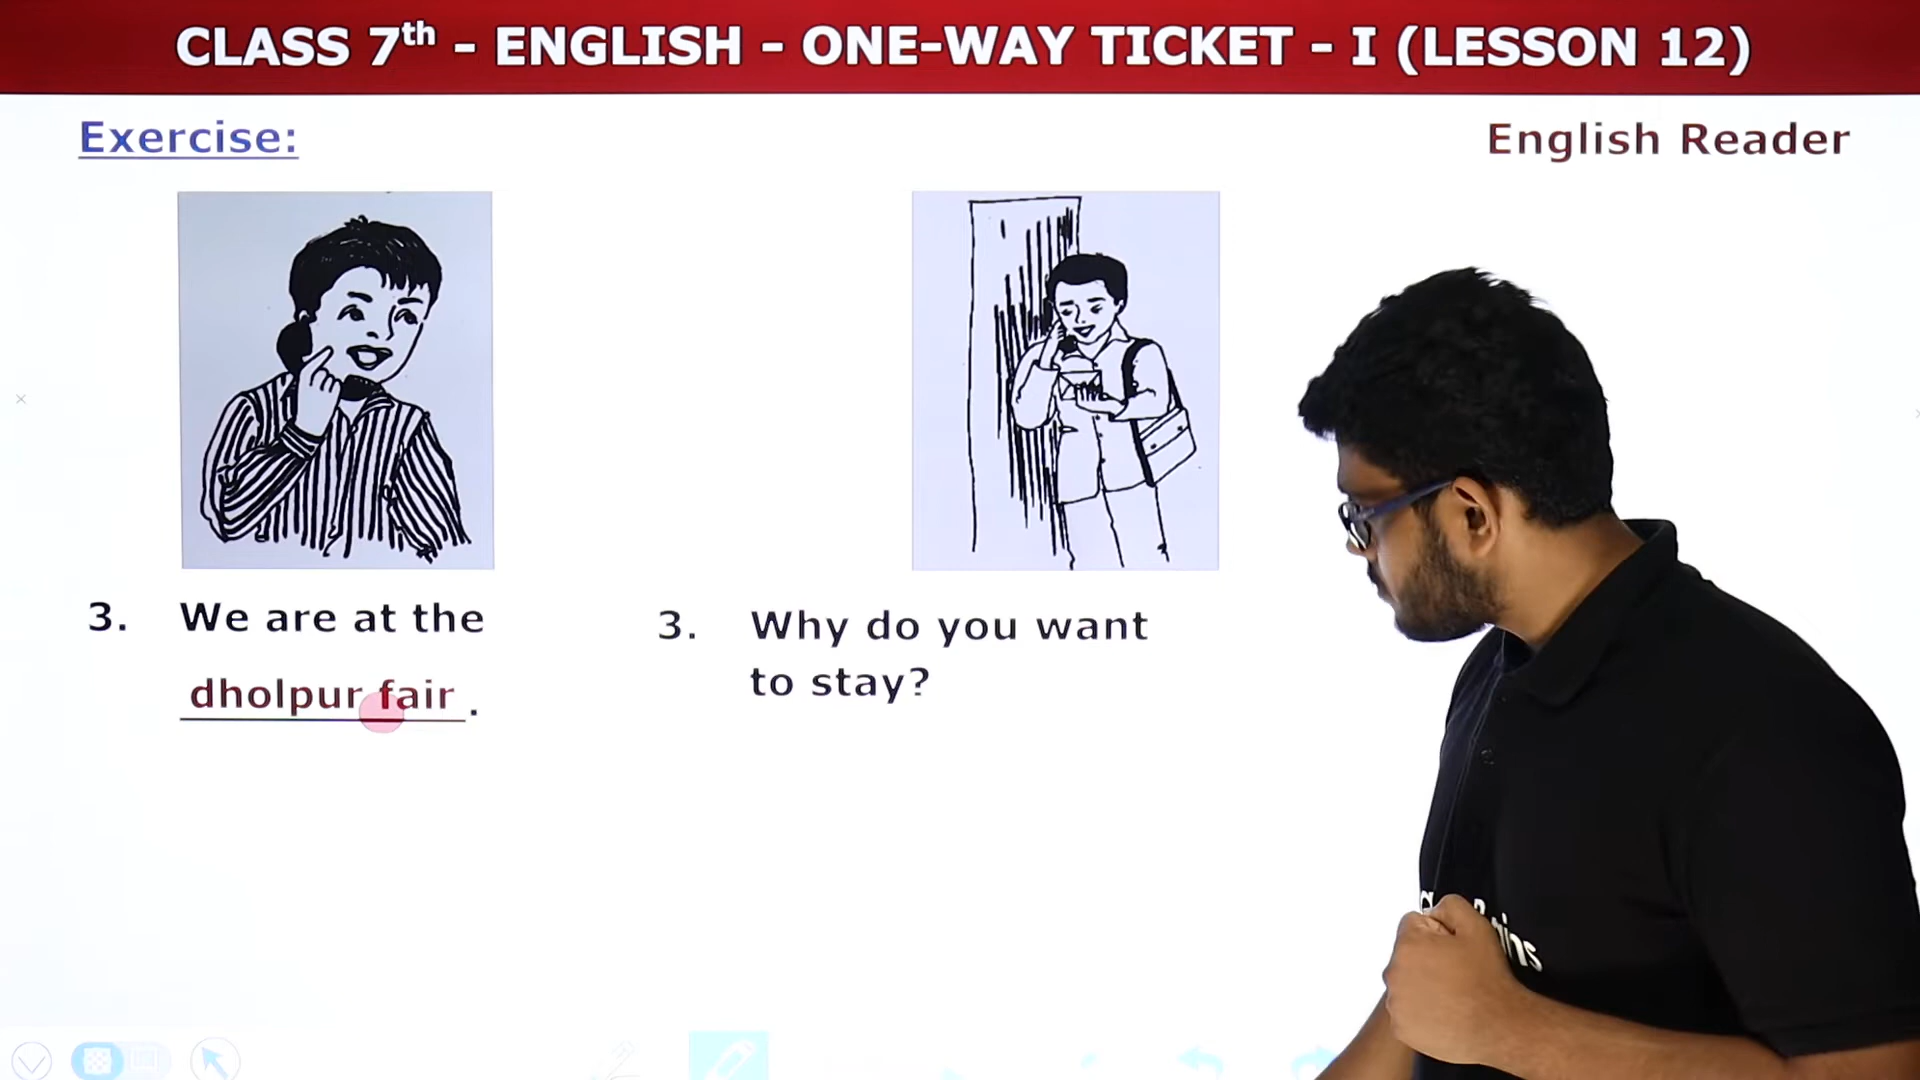 CLASS 7th - ENGLISH - ONE-WAY TICKET - I (LESSON 12)
Exercise:
English Reader
3. We are at the
dholpur fair.
3. Why do you want
to stay?